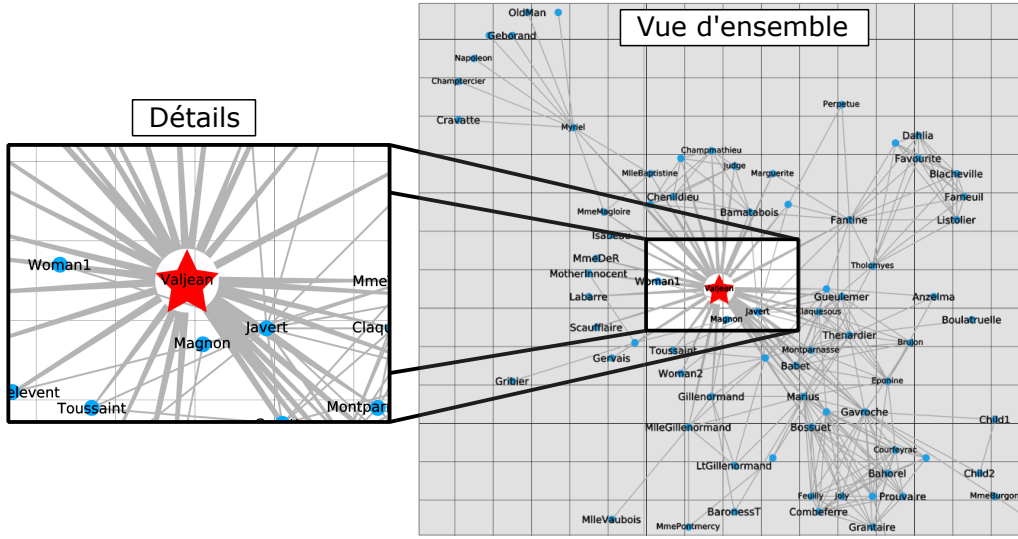 Vue d'ensemble
Détails
OldMan
Geborand
Napoleon
Champtercier
Cravatte
Myriel
Perpetue
Dahlia
Champmathieu
Favourite
Judge
MlleBaptistine
Marguerite
Blacheville
Chenildieu
Fameuil
MmeMagloire
Bamatabois
Fantine
Listolier
Isabeau
MmeDeR
MotherInnocent
Tholomyes
Woman1
Valjean
Labarre
Gueulemer
Anzelma
Magnon
Javert
Claquesous
Scaufflaire
Boulatruelle
Thenardier
Brujon
Toussaint
Montparnasse
Gervais
Babet
Woman2
Gribier
Eponine
Gillenormand
Marius
Gavroche
MlleGillenormand
Bossuet
Child1
Courfeyrac
LtGillenormand
Bahorel
Child2
Feuilly
Joly
Prouvaire
MmeBurgon
MlleVaubois
BaronessT
Combeferre
MmePontmercy
Grantaire
Woman1
Valjean
MmeT
Javert
Claqu
Magnon
elevent
Toussaint
Montpar